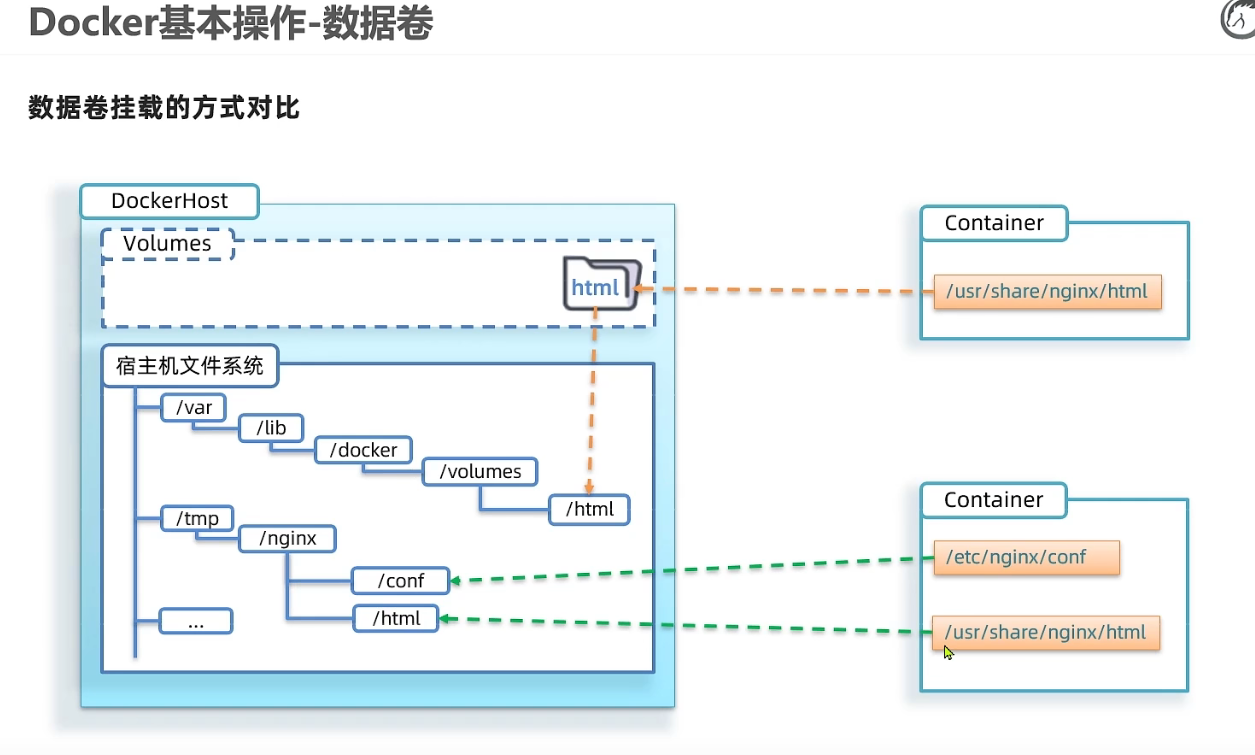 Docker基本操作-数据卷
数据卷挂载的方式对比
DockerHost
Volumes
html
宿主机文件系统
/var
/lib
/docker
/volumes
/html
/tmp
/nginx
/conf
/html
...
Container
/usr/share/nginx/html
Container
/etc/nginx/conf
/usr/share/nginx/html